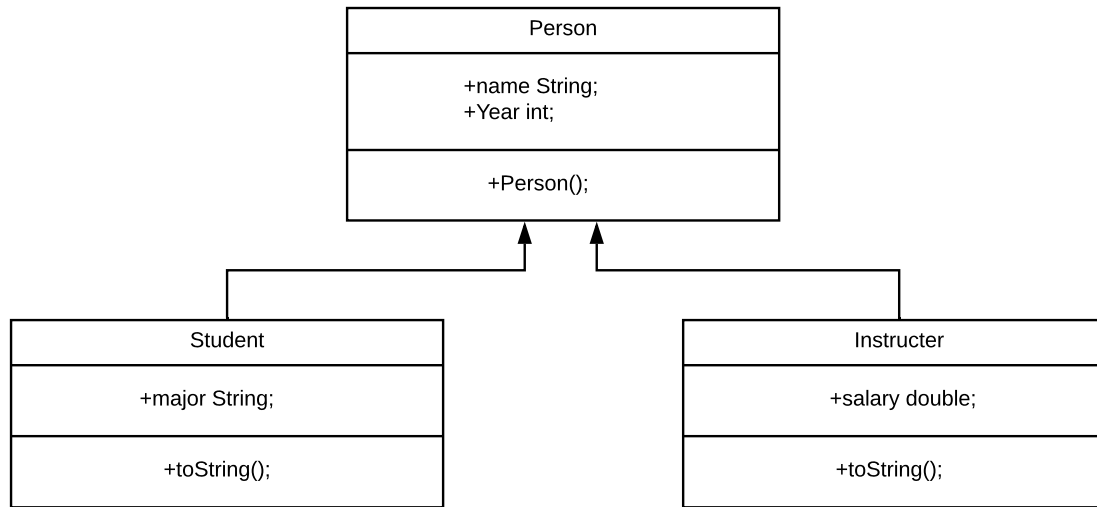 Person
+name String;
+Year int;
+Person();
Student
+major String;
+toString();
Instructer
+salary double;
+toString();